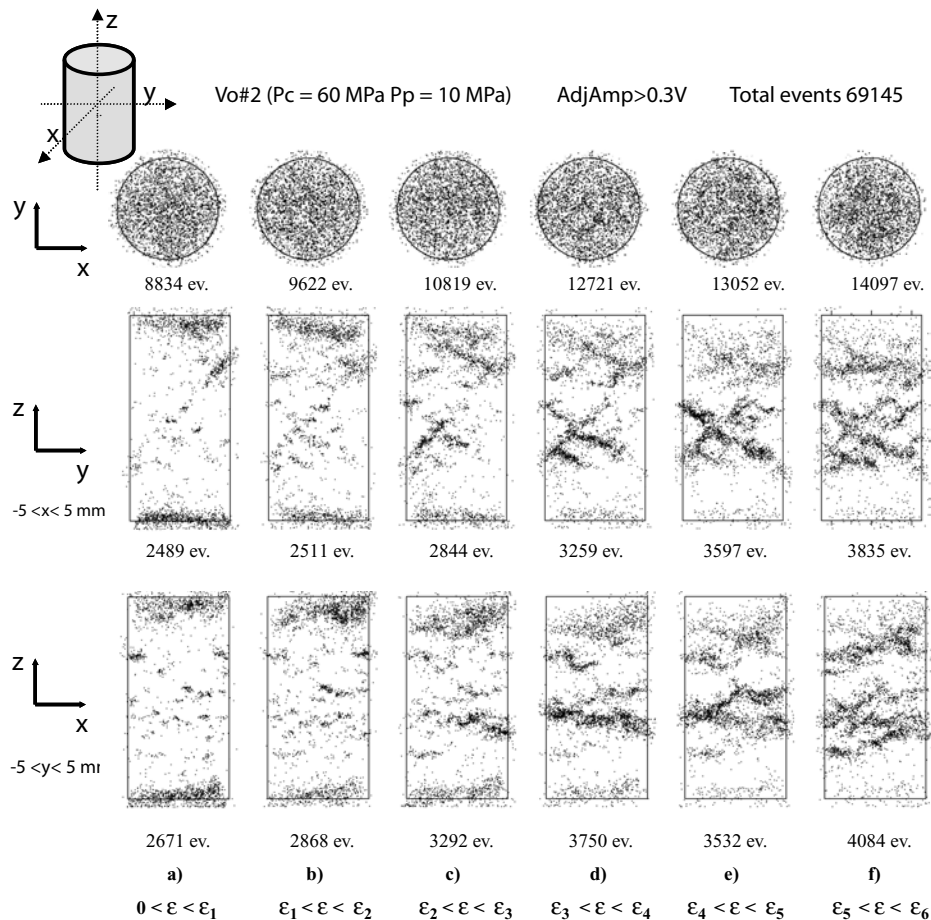 z
y
x
Vo#2 (Pc = 60 MPa Pp = 10 MPa) AdjAmp>0.3V Total events 69145
y
x
8834 ev. 9622 ev. 10819 ev. 12721 ev. 13052 ev. 14097 ev.
z
y
-5 <x< 5 mm
2489 ev. 2511 ev. 2844 ev. 3259 ev. 3597 ev. 3835 ev.
z
x
-5 <y< 5 mm
2671 ev. 2868 ev. 3292 ev. 3750 ev. 3532 ev. 4084 ev.
a) b) c) d) e) f)
0 < ε < ε₁ ε₁ < ε < ε₂ ε₂ < ε < ε₃ ε₃ < ε < ε₄ ε₄ < ε < ε₅ ε₅ < ε < ε₆